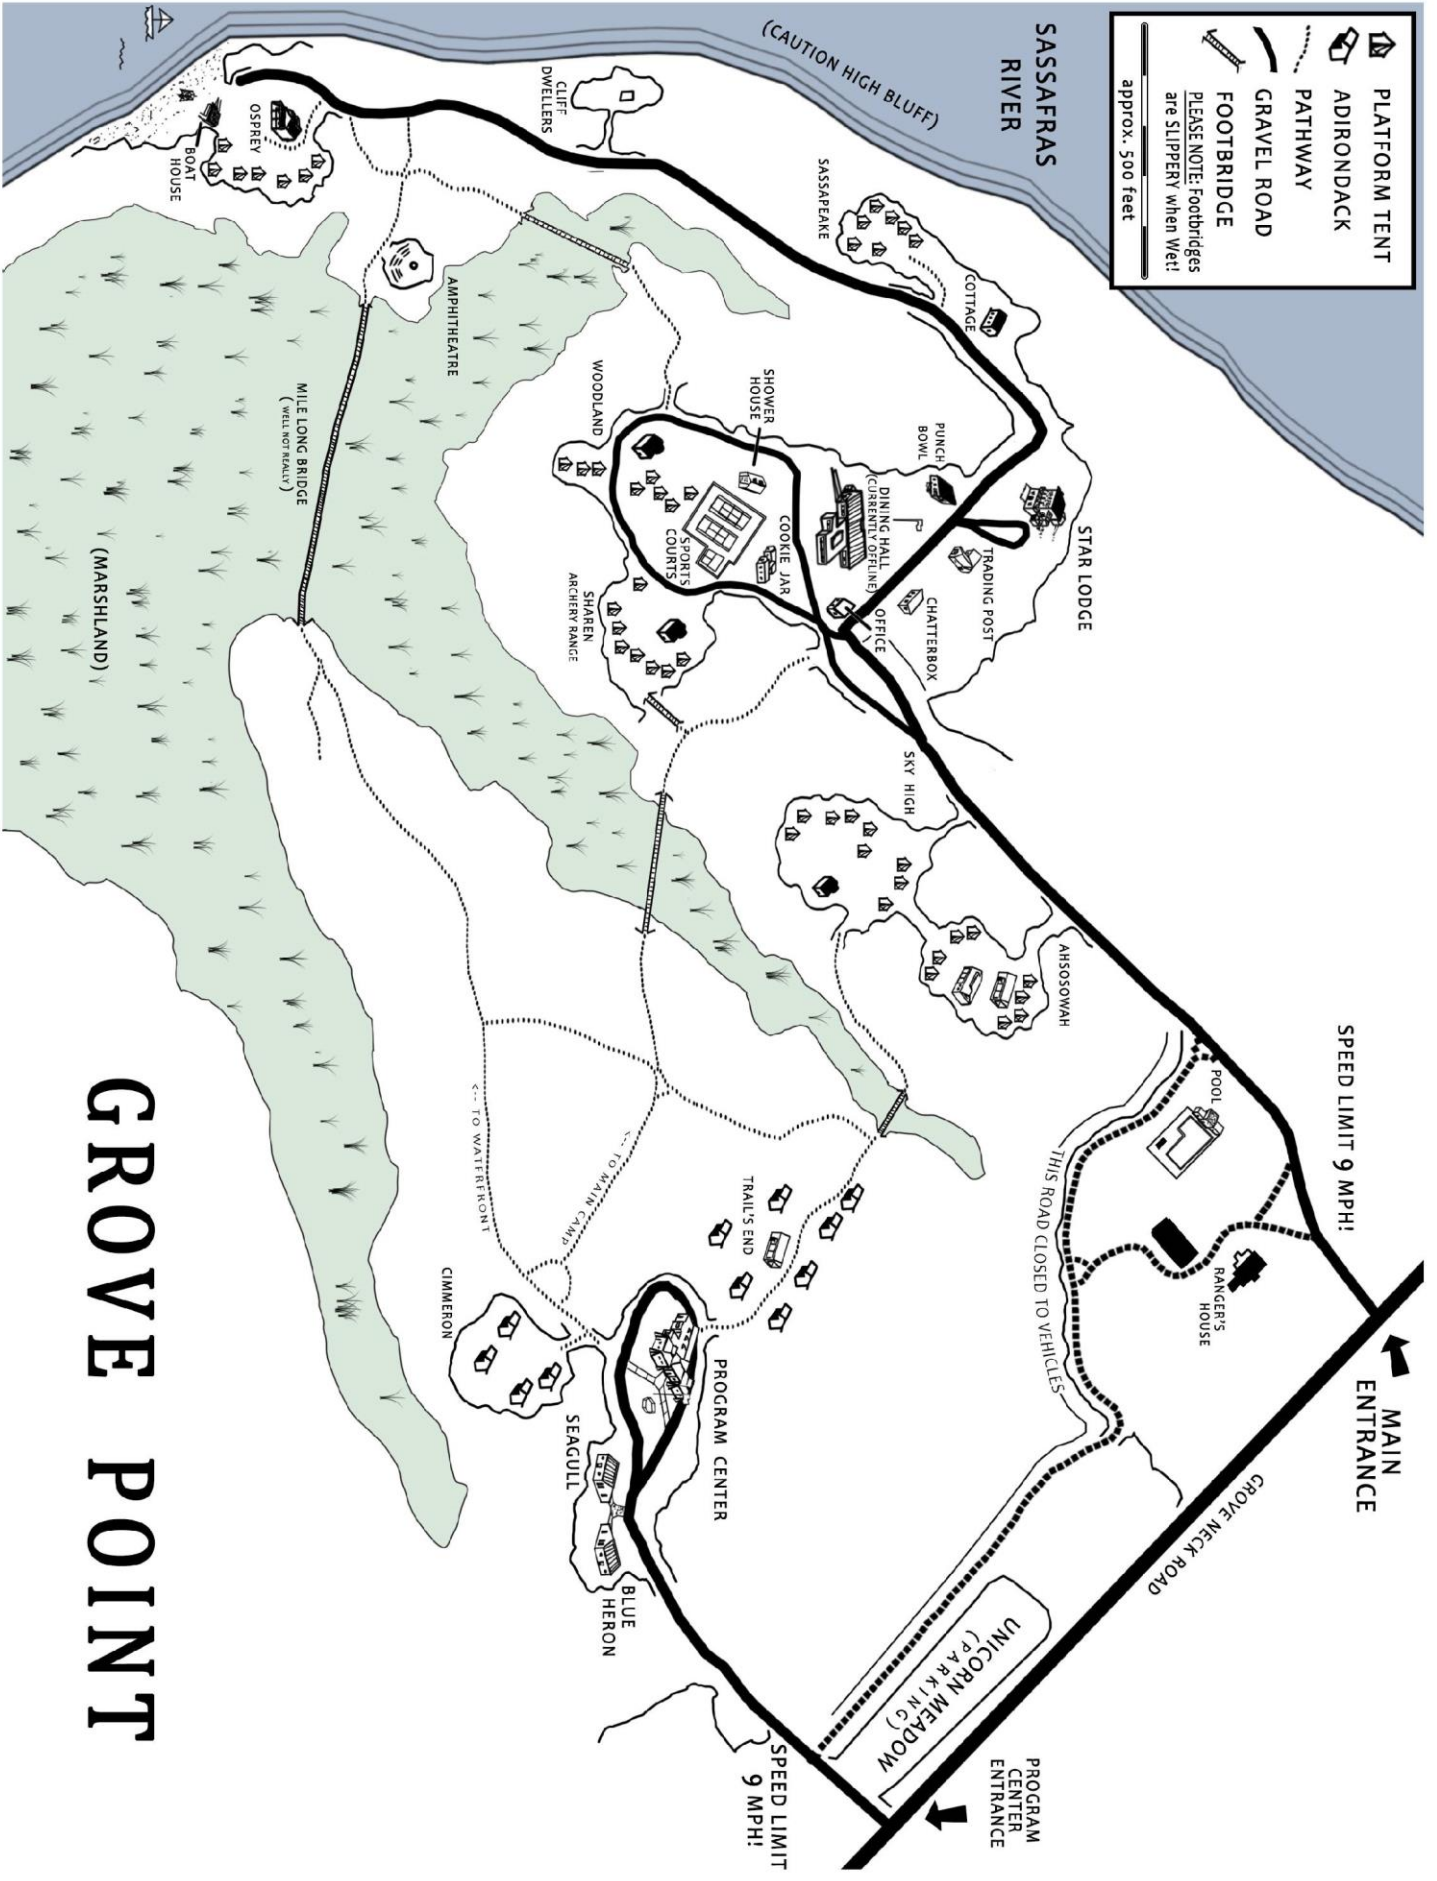 PLATFORM TENT
ADIRONDACK
PATHWAY
GRAVEL ROAD
FOOTBRIDGE
PLEASE NOTE: Footbridges
are SLIPPERY when Wet!
approx. 500 feet
SASSAFRAS
RIVER
(CAUTION HIGH BLUFF)
CLIFF
DWELLERS
OSPREY
BOAT
HOUSE
SASSAPEAKE
COTTAGE
AMPHITHEATRE
MILE LONG BRIDGE
( WELL NOT REALLY )
(MARSHLAND)
WOODLAND
SHOWER
HOUSE
PUNCH
BOWL
DINING HALL
(CURRENTLY OFFLINE)
COOKIE JAR
SPORTS
COURTS
SHAREN
ARCHERY RANGE
STAR LODGE
TRADING POST
CHATTERBOX
OFFICE
SKY HIGH
AHSOSOWAH
SPEED LIMIT 9 MPH!
POOL
RANGER'S
HOUSE
THIS ROAD CLOSED TO VEHICLES
MAIN
ENTRANCE
GROVE NECK ROAD
<-- TO WATERFRONT
<-- TO MAIN CAMP
TRAIL'S END
CIMMERON
PROGRAM CENTER
SEAGULL
BLUE
HERON
UNICORN MEADOW
(PARKING)
PROGRAM
CENTER
ENTRANCE
SPEED LIMIT
9 MPH!
GROVE POINT